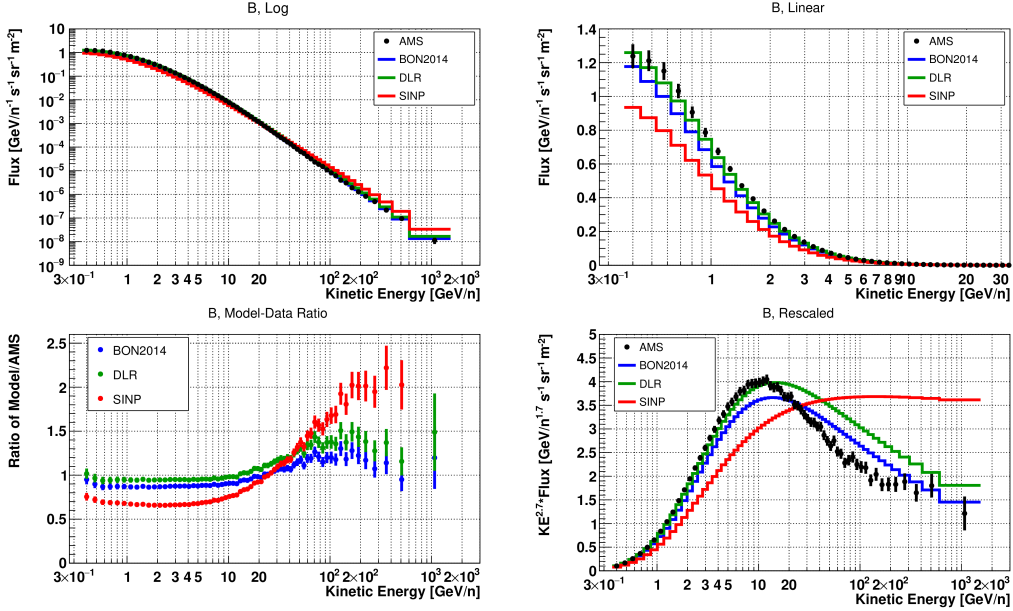 B, Log
Flux [GeV/n⁻¹ s⁻¹ sr⁻¹ m⁻²]
10
1
10⁻¹
10⁻²
10⁻³
10⁻⁴
10⁻⁵
10⁻⁶
10⁻⁷
10⁻⁸
10⁻⁹
AMS
BON2014
DLR
SINP
3×10⁻¹ 1 2 3 4 5 10 20 10² 2×10² 10³ 2×10³
Kinetic Energy [GeV/n]
B, Linear
Flux [GeV/n⁻¹ s⁻¹ sr⁻¹ m⁻²]
1.4
1.2
1
0.8
0.6
0.4
0.2
0
AMS
BON2014
DLR
SINP
3×10⁻¹ 1 2 3 4 5 6 7 8 9 10 20 30
Kinetic Energy [GeV/n]
B, Model-Data Ratio
Ratio of Model/AMS
2.5
2
1.5
1
0.5
0
BON2014
DLR
SINP
3×10⁻¹ 1 2 3 4 5 10 20 10² 2×10² 10³ 2×10³
Kinetic Energy [GeV/n]
B, Rescaled
KE²·⁷*Flux [GeV/n¹·⁷ s⁻¹ sr⁻¹ m⁻²]
5
4.5
4
3.5
3
2.5
2
1.5
1
0.5
0
AMS
BON2014
DLR
SINP
3×10⁻¹ 1 2 3 4 5 10 20 10² 2×10² 10³ 2×10³
Kinetic Energy [GeV/n]